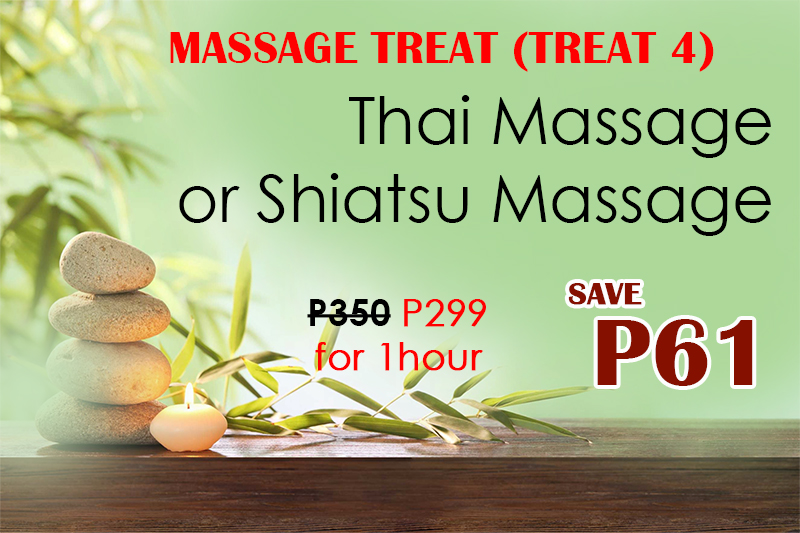 MASSAGE TREAT (TREAT 4)
Thai Massage
or Shiatsu Massage
P350 P299
for 1hour
SAVE
P61